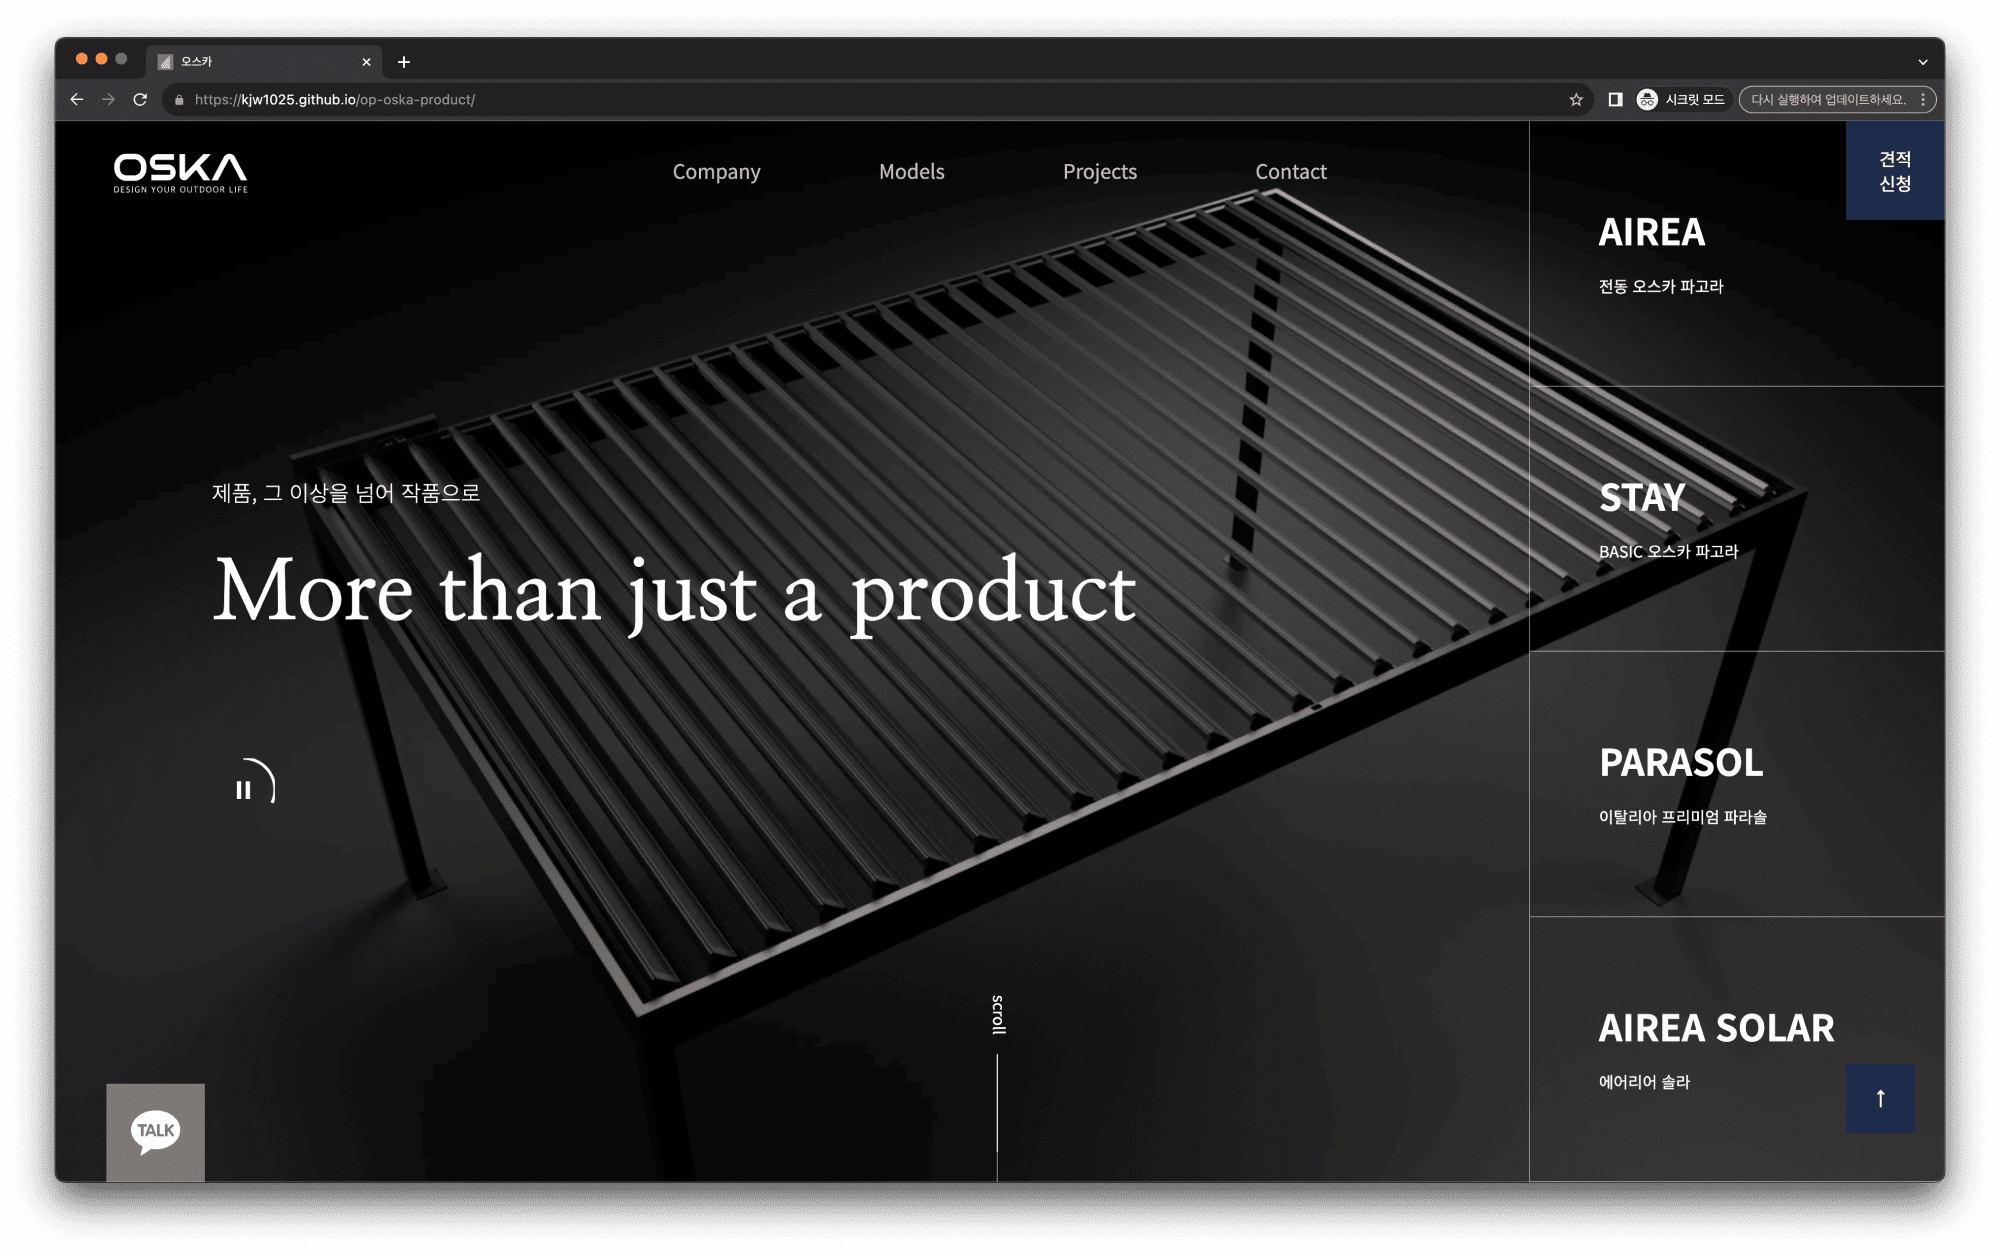 오스카
https://kjw1025.github.io/op-oska-product/
시크릿 모드
다시 실행하여 업데이트하세요.
OSKA
DESIGN YOUR OUTDOOR LIFE
Company
Models
Projects
Contact
견적
신청
AIREA
전동 오스카 파고라
STAY
BASIC 오스카 파고라
제품, 그 이상을 넘어 작품으로
More than just a product
PARASOL
이탈리아 프리미엄 파라솔
scroll
AIREA SOLAR
에어리어 솔라
TALK